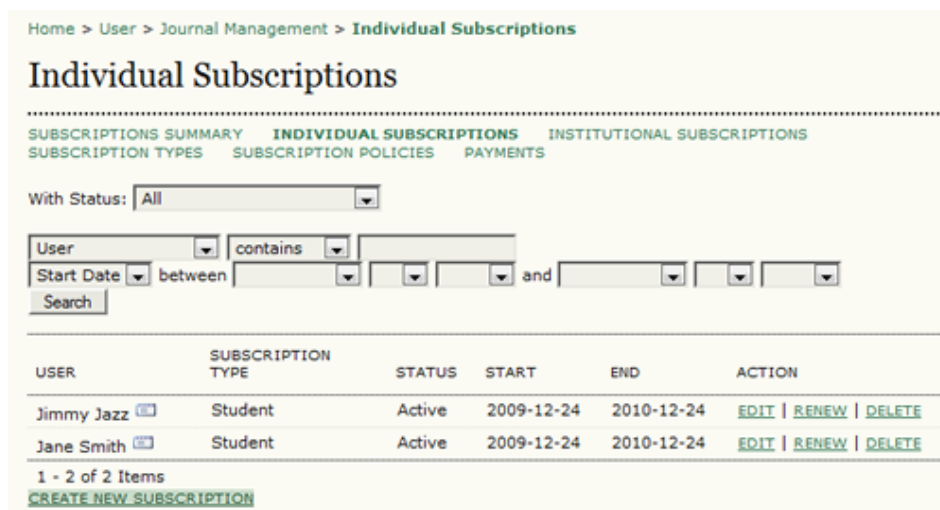 Home > User > Journal Management > Individual Subscriptions
Individual Subscriptions
SUBSCRIPTIONS SUMMARY INDIVIDUAL SUBSCRIPTIONS INSTITUTIONAL SUBSCRIPTIONS
SUBSCRIPTION TYPES SUBSCRIPTION POLICIES PAYMENTS
With Status: All
User contains
Start Date between and
Search
USER SUBSCRIPTION TYPE STATUS START END ACTION
Jimmy Jazz Student Active 2009-12-24 2010-12-24 EDIT | RENEW | DELETE
Jane Smith Student Active 2009-12-24 2010-12-24 EDIT | RENEW | DELETE
1 - 2 of 2 Items
CREATE NEW SUBSCRIPTION